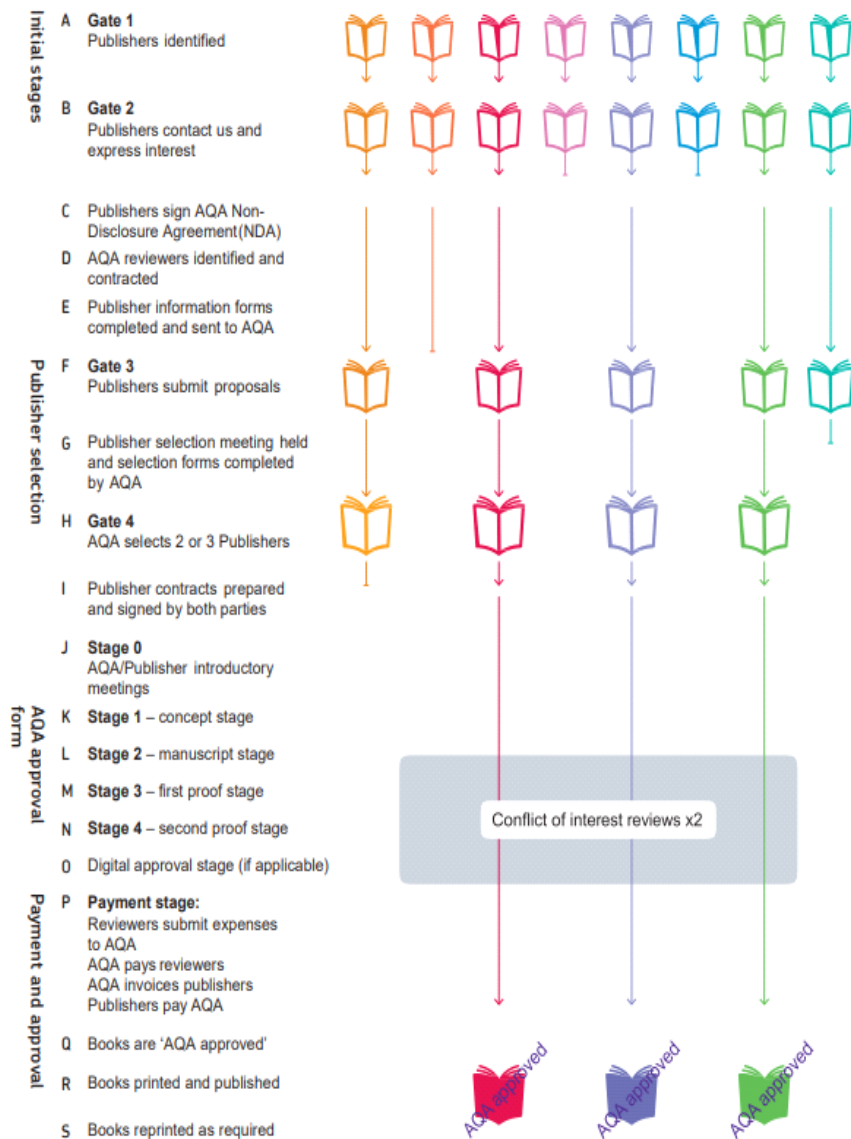 Initial stages
A Gate 1
Publishers identified
B Gate 2
Publishers contact us and
express interest
C Publishers sign AQA Non-
Disclosure Agreement(NDA)
D AQA reviewers identified and
contracted
E Publisher information forms
completed and sent to AQA
Publisher selection
F Gate 3
Publishers submit proposals
G Publisher selection meeting held
and selection forms completed
by AQA
H Gate 4
AQA selects 2 or 3 Publishers
I Publisher contracts prepared
and signed by both parties
J Stage 0
AQA/Publisher introductory
meetings
AQA approval
form
K Stage 1 – concept stage
L Stage 2 – manuscript stage
M Stage 3 – first proof stage
N Stage 4 – second proof stage
O Digital approval stage (if applicable)
Conflict of interest reviews x2
Payment and approval
P Payment stage:
Reviewers submit expenses
to AQA
AQA pays reviewers
AQA invoices publishers
Publishers pay AQA
Q Books are ‘AQA approved’
R Books printed and published
S Books reprinted as required
AQA approved
AQA approved
AQA approved